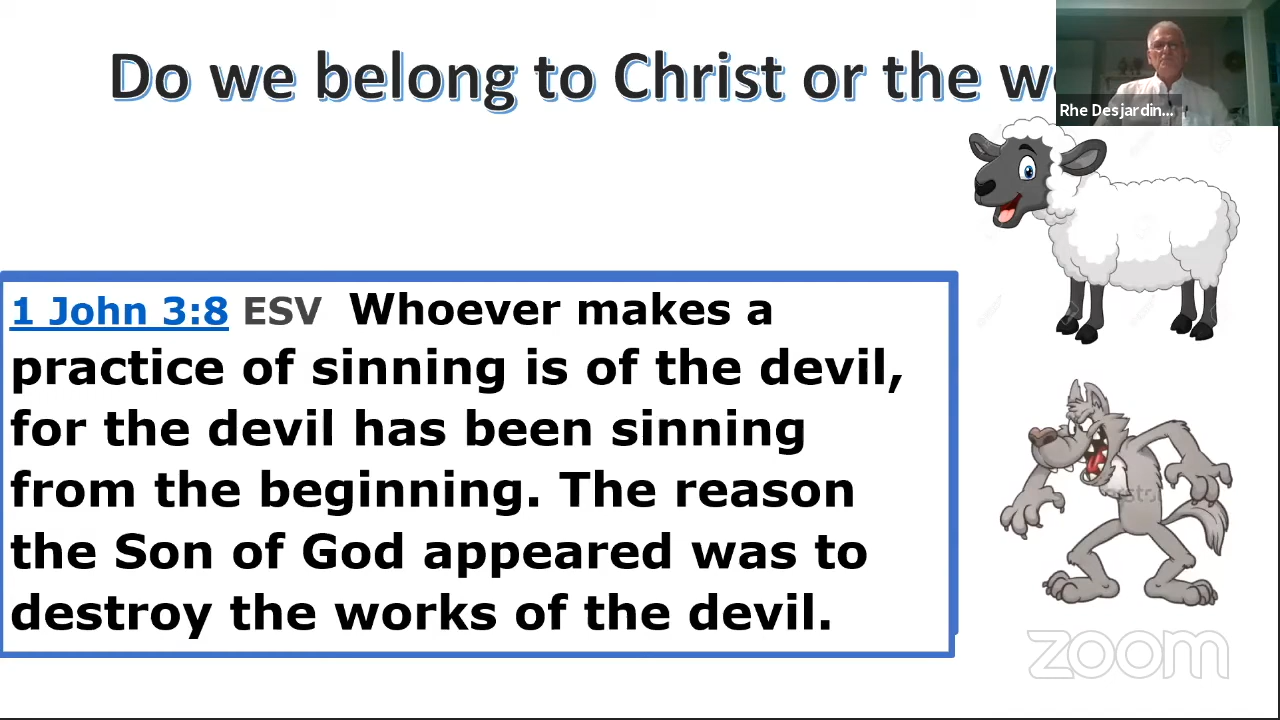 Do we belong to Christ or the
Rhe Desjardin...
1 John 3:8 ESV Whoever makes a
practice of sinning is of the devil,
for the devil has been sinning
from the beginning. The reason
the Son of God appeared was to
destroy the works of the devil.
zoom